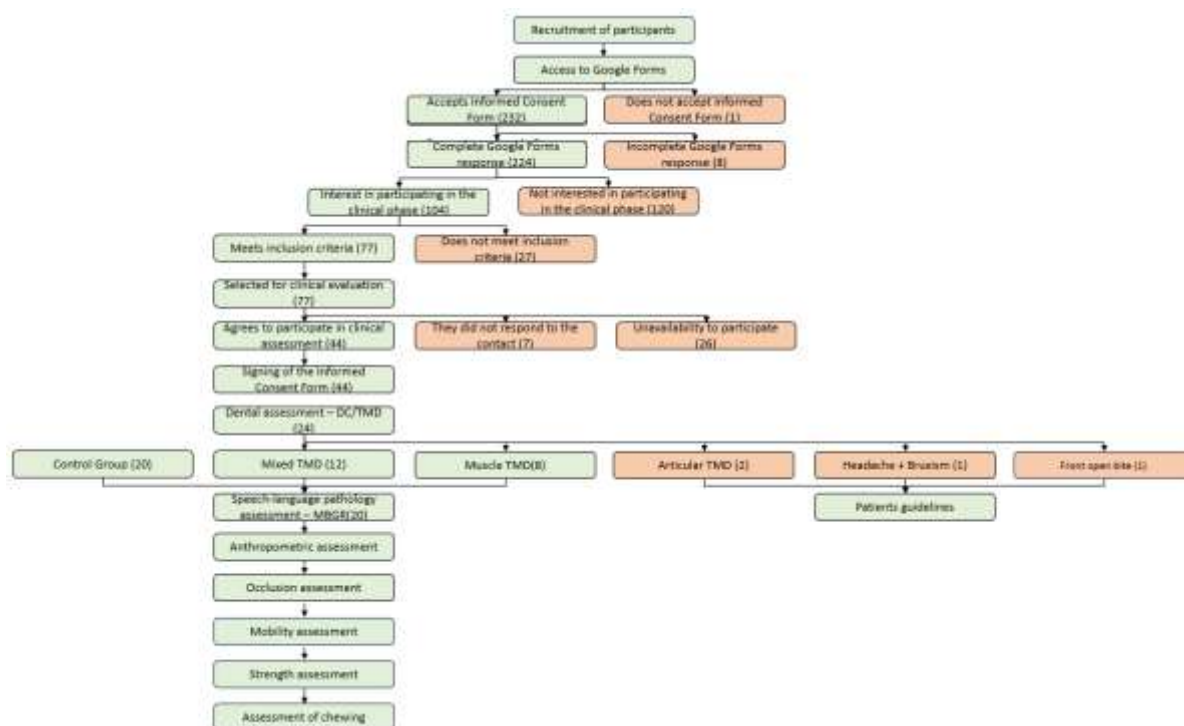 Recruitment of participants
Access to Google Forms
Accepts Informed Consent
Form (232)
Does not accept Informed
Consent Form (1)
Complete Google Forms
response (224)
Incomplete Google Forms
response (8)
Interest in participating in the
clinical phase (104)
Not interested in participating
in the clinical phase (120)
Meets inclusion criteria (77)
Does not meet inclusion
criteria (27)
Selected for clinical evaluation
(77)
Agrees to participate in clinical
assessment (44)
They did not respond to the
contact (7)
Unavailability to participate
(26)
Signing of the Informed
Consent Form (44)
Dental assessment – DC/TMD
(24)
Control Group (20)
Mixed TMD (12)
Muscle TMD(8)
Articular TMD (2)
Headache + Bruxism (1)
Front open bite (1)
Speech-language pathology
assessment – MBGR(20)
Patients guidelines
Anthropometric assessment
Occlusion assessment
Mobility assessment
Strength assessment
Assessment of chewing